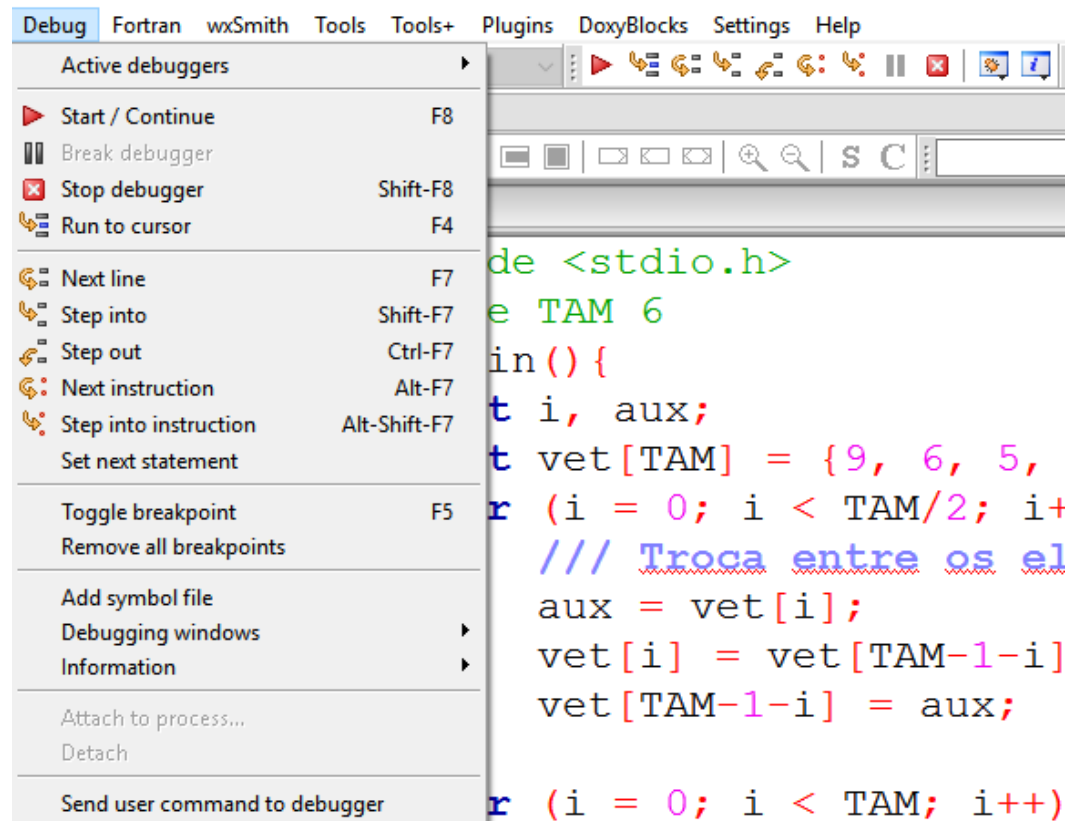 Debug Fortran wxSmith Tools Tools+ Plugins DoxyBlocks Settings Help
Active debuggers
Start / Continue F8
Break debugger
Stop debugger Shift-F8
Run to cursor F4
Next line F7
Step into Shift-F7
Step out Ctrl-F7
Next instruction Alt-F7
Step into instruction Alt-Shift-F7
Set next statement
Toggle breakpoint F5
Remove all breakpoints
Add symbol file
Debugging windows
Information
Attach to process...
Detach
Send user command to debugger
S C
de <stdio.h>
e TAM 6
in(){
t i, aux;
t vet[TAM] = {9, 6, 5,
r (i = 0; i < TAM/2; i+
/// Troca entre os el
aux = vet[i];
vet[i] = vet[TAM-1-i]
vet[TAM-1-i] = aux;
r (i = 0; i < TAM; i++)